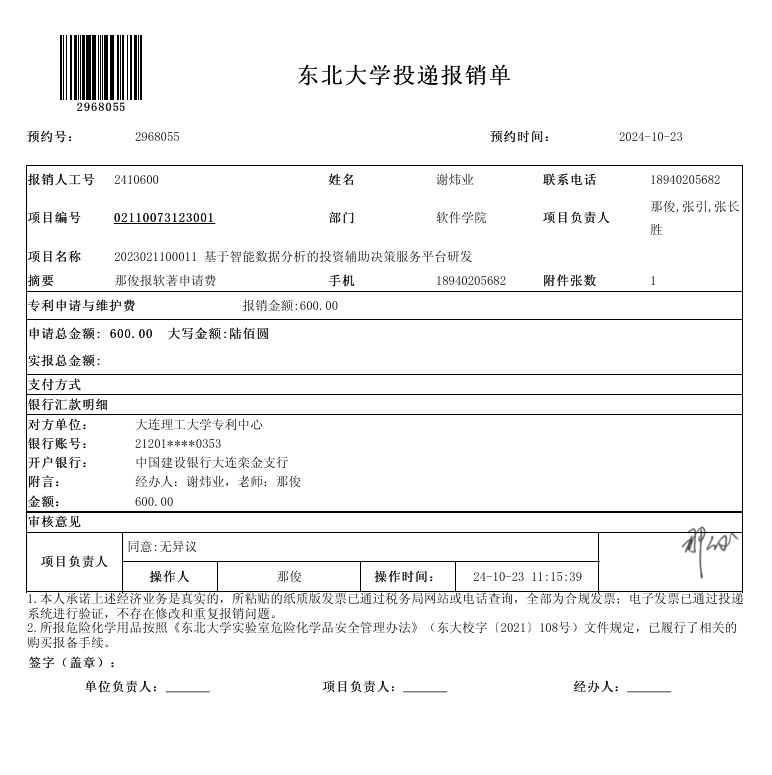 东北大学投递报销单
2968055
预约号: 2968055 预约时间: 2024-10-23
报销人工号 2410600 姓名 谢炜业 联系电话 18940205682
项目编号 02110073123001 部门 软件学院 项目负责人 那俊,张引,张长
胜
项目名称 2023021100011 基于智能数据分析的投资辅助决策服务平台研发
摘要 那俊报软著申请费 手机 18940205682 附件张数 1
专利申请与维护费 报销金额:600.00
申请总金额: 600.00 大写金额:陆佰圆
实报总金额:
支付方式
银行汇款明细
对方单位: 大连理工大学专利中心
银行账号: 21201****0353
开户银行: 中国建设银行大连栾金支行
附言: 经办人: 谢炜业, 老师: 那俊
金额: 600.00
审核意见
项目负责人 同意:无异议 那俊
操作人 那俊 操作时间: 24-10-23 11:15:39
1.本人承诺上述经济业务是真实的，所粘贴的纸质版发票已通过税务局网站或电话查询，全部为合规发票；电子发票已通过投递
系统进行验证，不存在修改和重复报销问题。
2.所报危险化学用品按照《东北大学实验室危险化学品安全管理办法》（东大校字〔2021〕108号）文件规定，已履行了相关的
购买报备手续。
签字（盖章）:
单位负责人:______ 项目负责人:______ 经办人:______